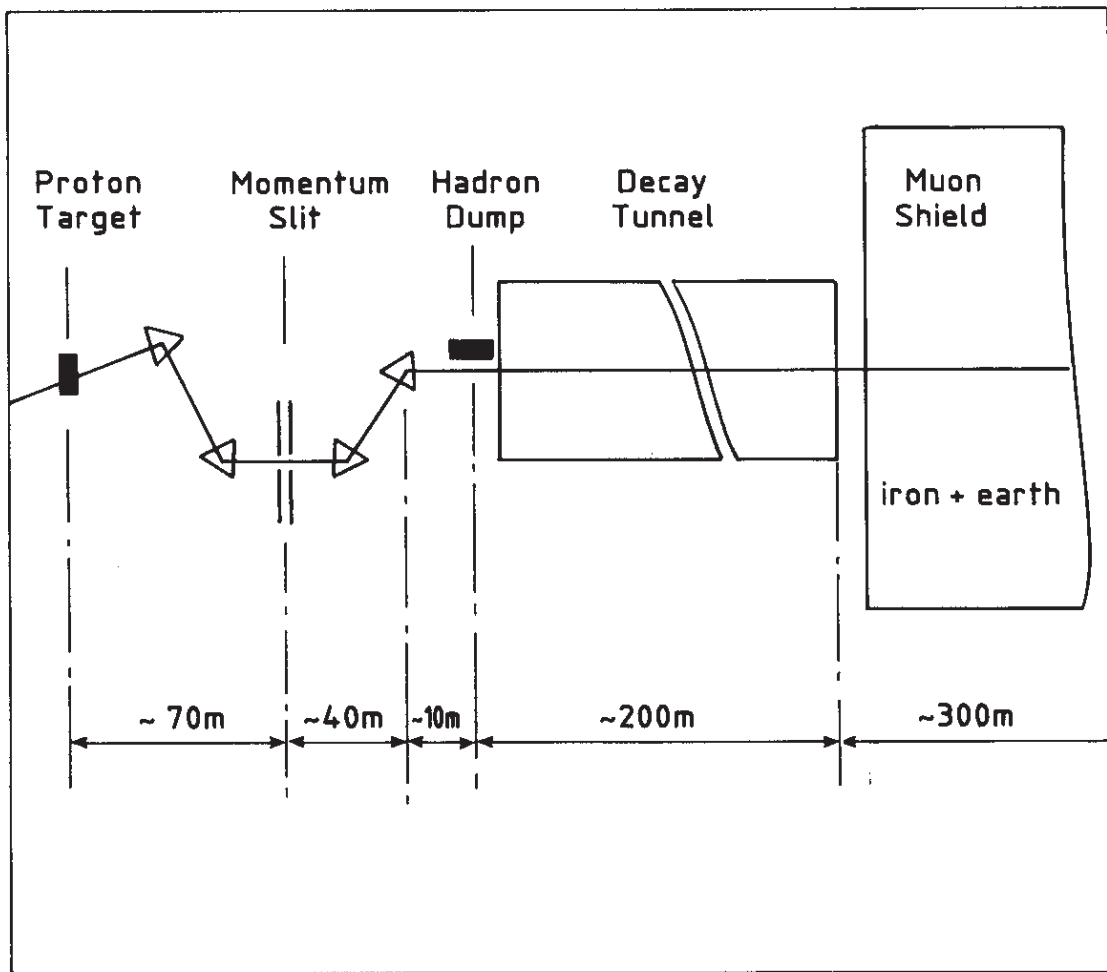 Proton
Target
Momentum
Slit
Hadron
Dump
Decay
Tunnel
Muon
Shield
iron + earth
~ 70m
~40m
~10m
~200m
~300m